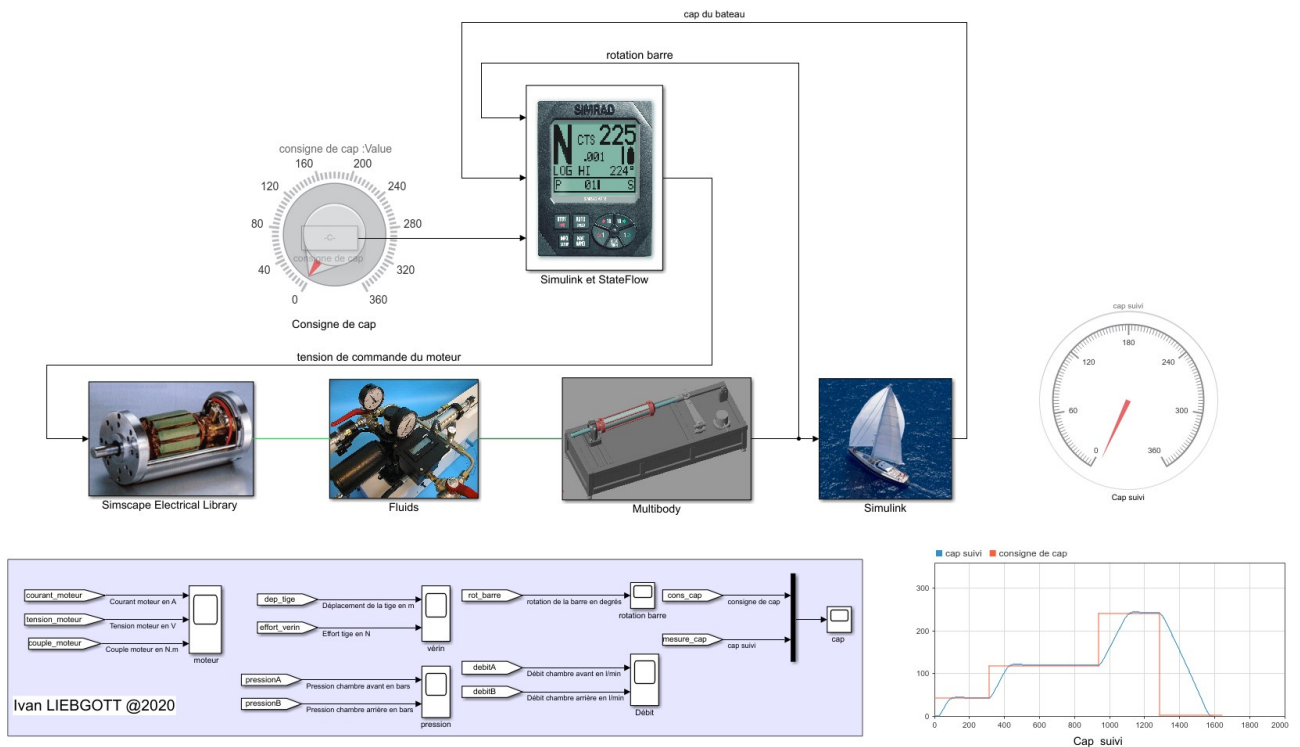 cap du bateau
rotation barre
SIMRAD
N CTS 225
.001
LOG HI 224°
P 01 S
consigne de cap :Value
160 200
120 240
80 280
40 320
0 360
-C-
consigne de cap
Consigne de cap
Simulink et StateFlow
tension de commande du moteur
Simscape Electrical Library
Fluids
Multibody
Simulink
cap suivi
180
120 240
60 300
0 360
Cap suivi
courant_moteur
Courant moteur en A
tension_moteur
Tension moteur en V
couple_moteur
Couple moteur en N.m
moteur
dep_tige
Déplacement de la tige en m
effort_verin
Effort tige en N
vérin
pressionA
Pression chambre avant en bars
pressionB
Pression chambre arrière en bars
pression
rot_barre
rotation de la barre en degrès
rotation barre
debitA
Débit chambre avant en l/min
debitB
Débit chambre arrière en l/min
Débit
cons_cap
consigne de cap
mesure_cap
cap suivi
cap
Ivan LIEBGOTT @2020
cap suivi consigne de cap
300
200
100
0
0 200 400 600 800 1000 1200 1400 1600 1800 2000
Cap_suivi